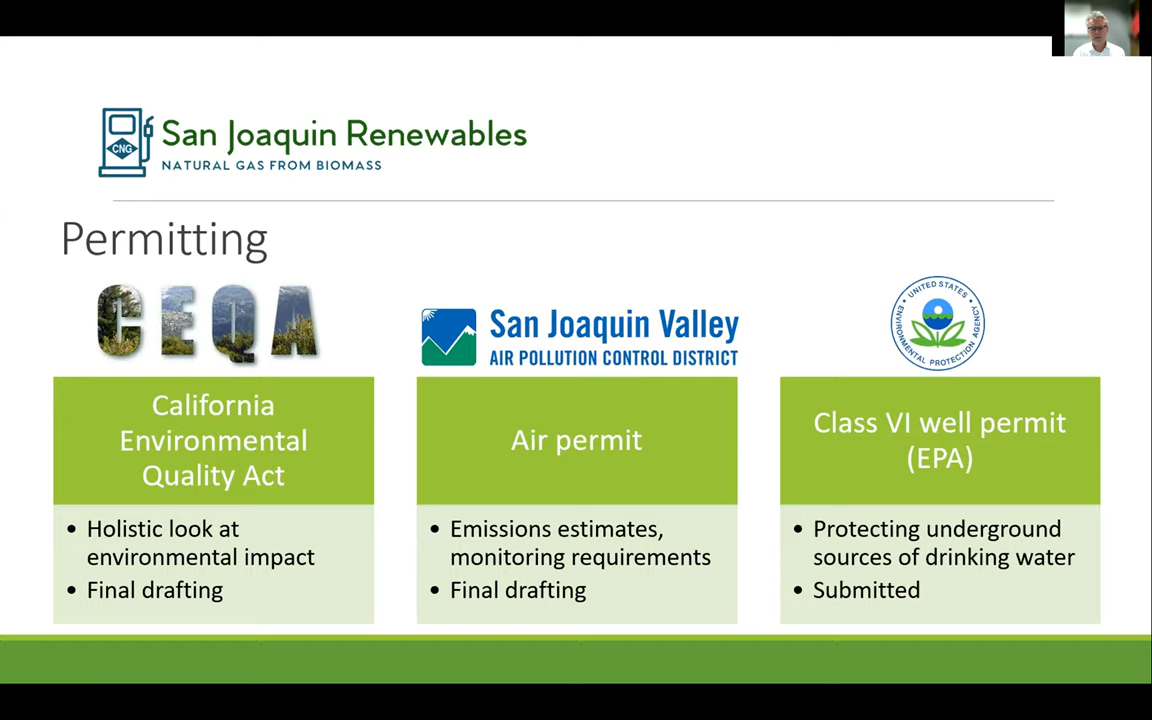 CNG
San Joaquin Renewables
NATURAL GAS FROM BIOMASS
Permitting
CEQA
San Joaquin Valley
AIR POLLUTION CONTROL DISTRICT
UNITED STATES
ENVIRONMENTAL PROTECTION AGENCY
California
Environmental
Quality Act
• Holistic look at
environmental impact
• Final drafting
Air permit
• Emissions estimates,
monitoring requirements
• Final drafting
Class VI well permit
(EPA)
• Protecting underground
sources of drinking water
• Submitted